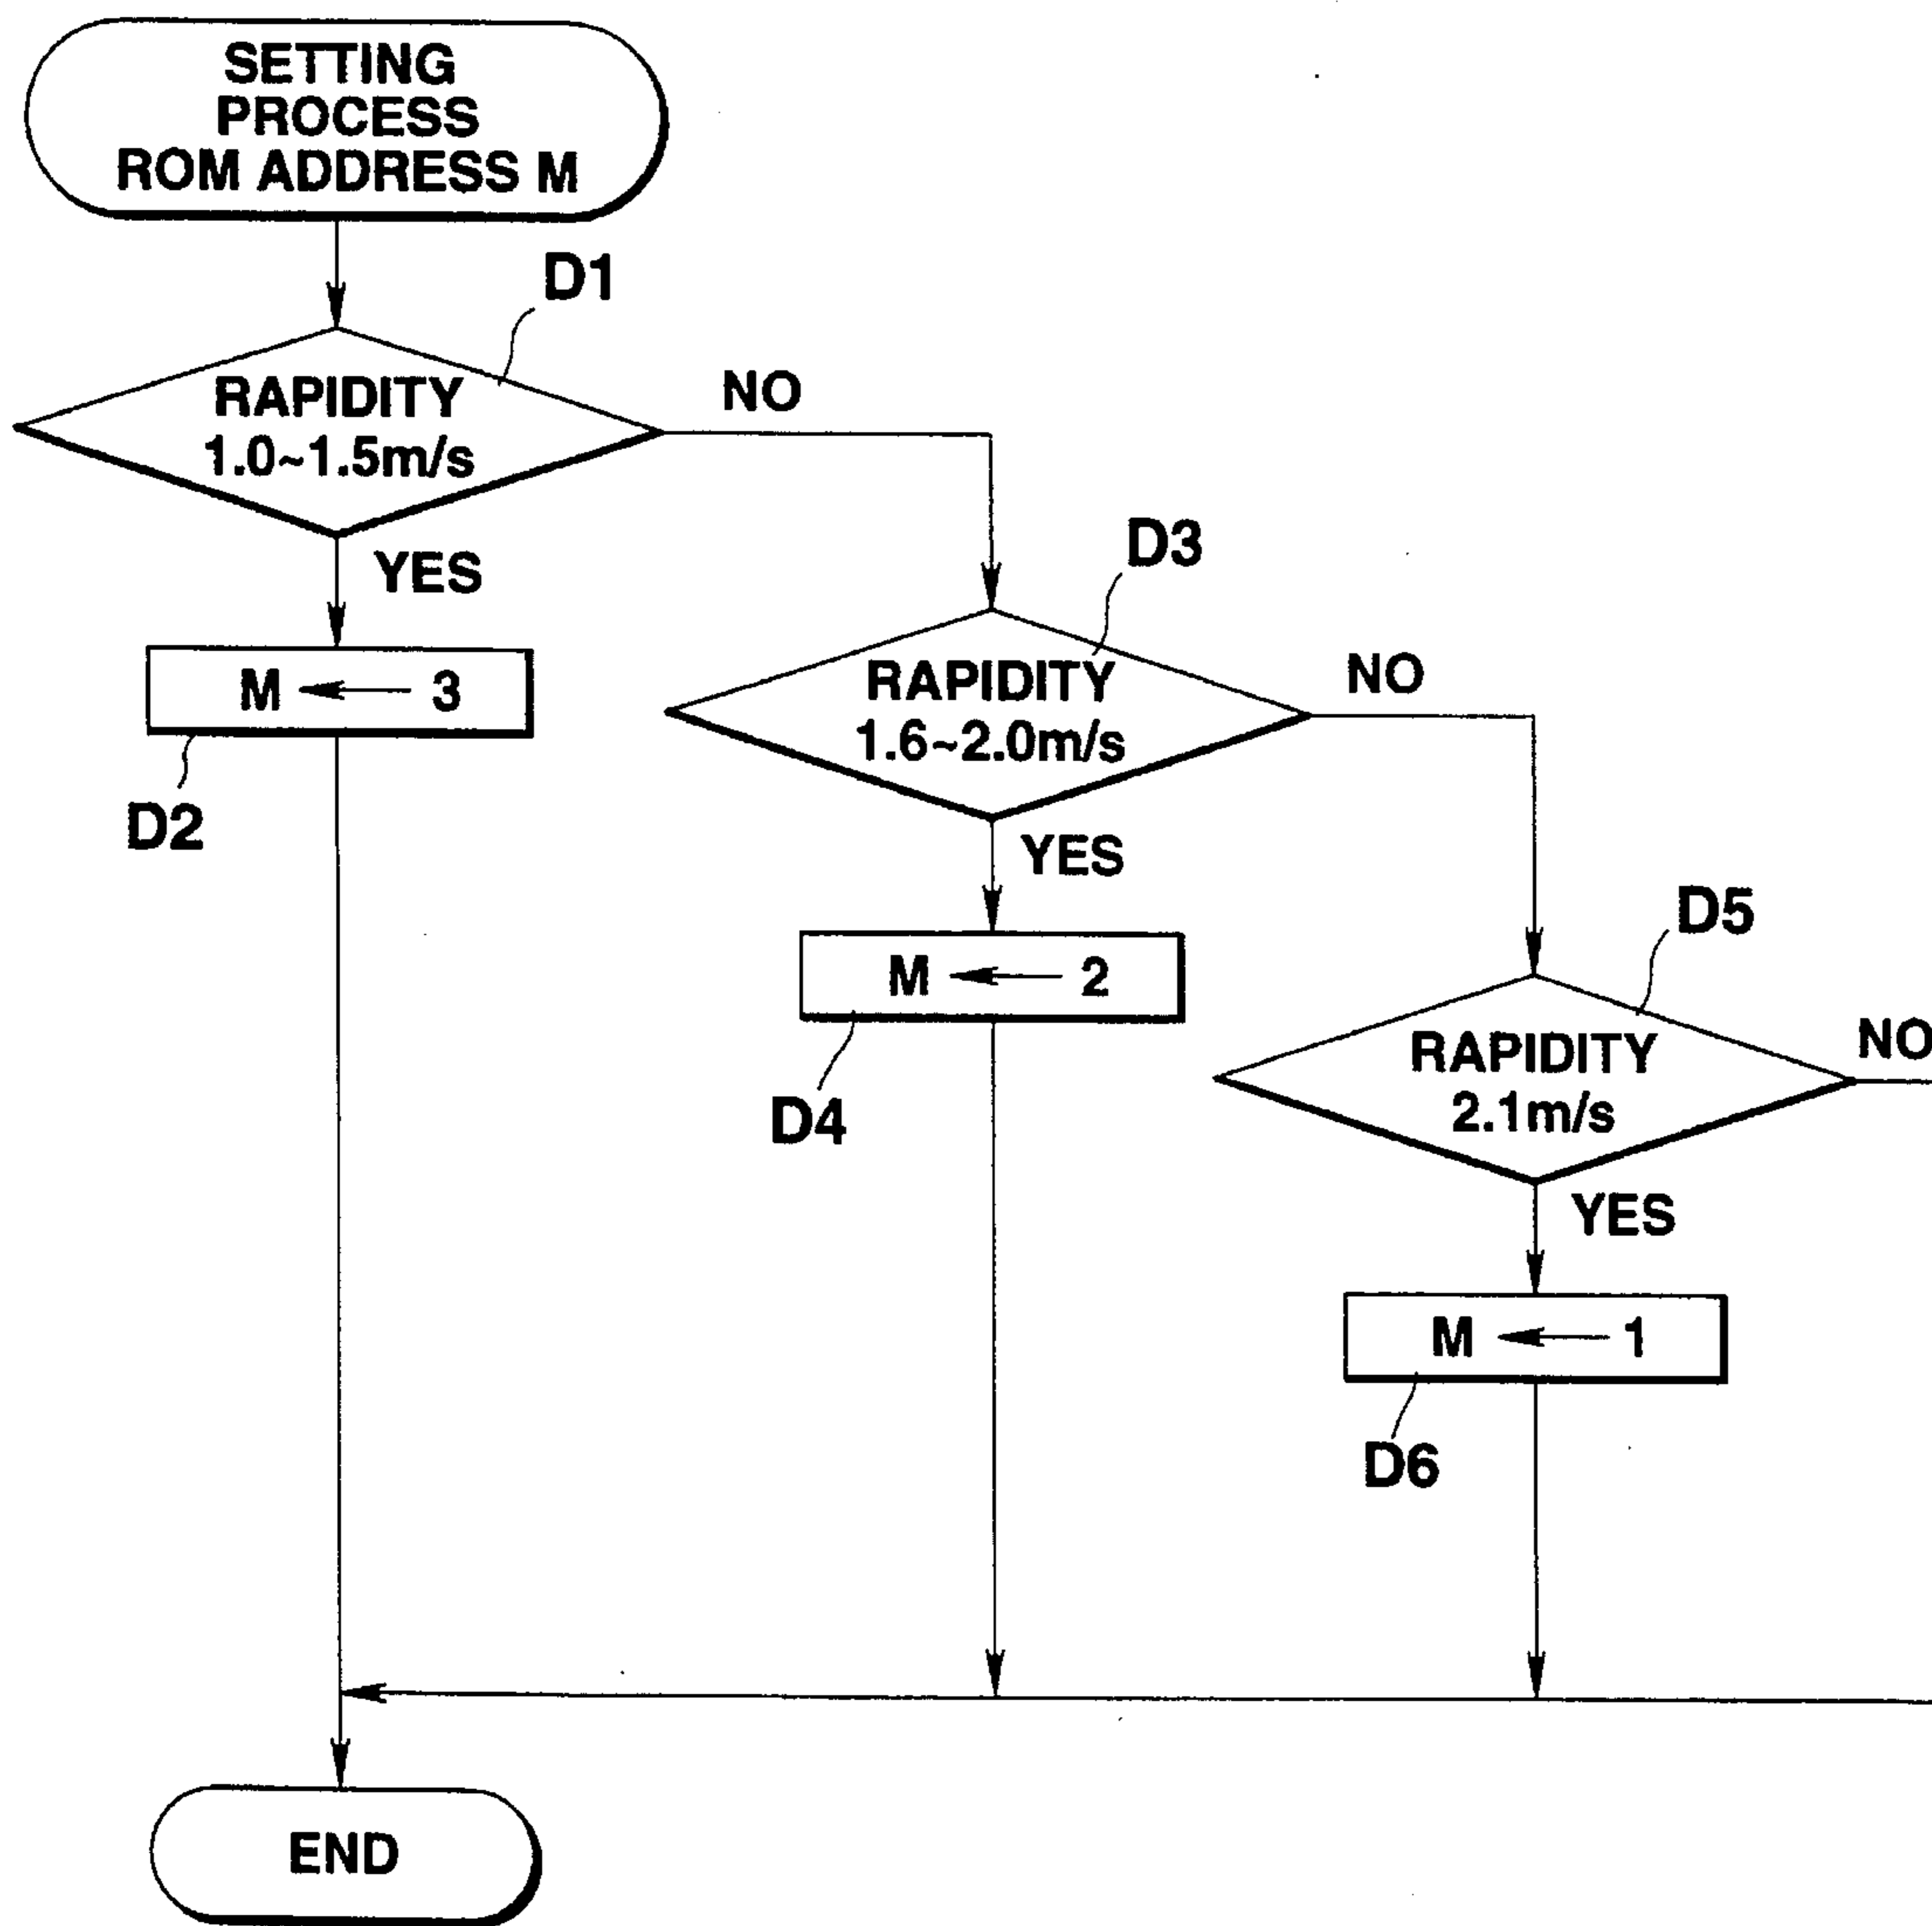 SETTING
PROCESS
ROM ADDRESS M
D1
RAPIDITY
1.0~1.5m/s
NO
YES
M ← 3
D2
D3
RAPIDITY
1.6~2.0m/s
NO
YES
M ← 2
D4
D5
RAPIDITY
2.1m/s
NO
YES
M ← 1
D6
END